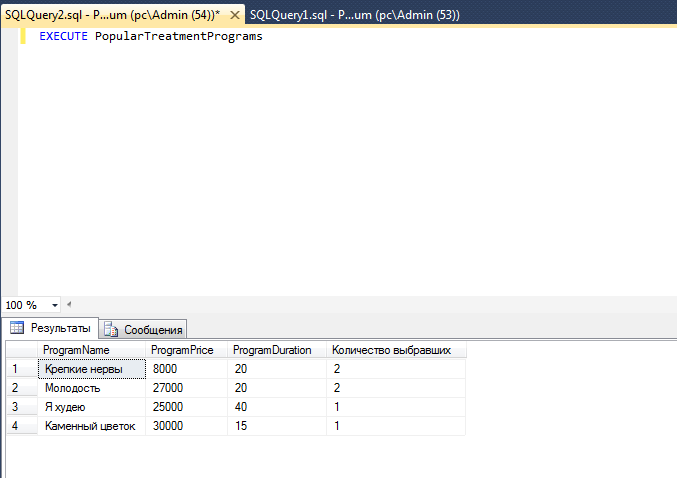 SQLQuery2.sql - P...um (pc\Admin (54))* SQLQuery1.sql - P...um (pc\Admin (53))
EXECUTE PopularTreatmentPrograms
100 %
Результаты Сообщения
ProgramName ProgramPrice ProgramDuration Количество выбравших
1 Крепкие нервы 8000 20 2
2 Молодость 27000 20 2
3 Я худею 25000 40 1
4 Каменный цветок 30000 15 1